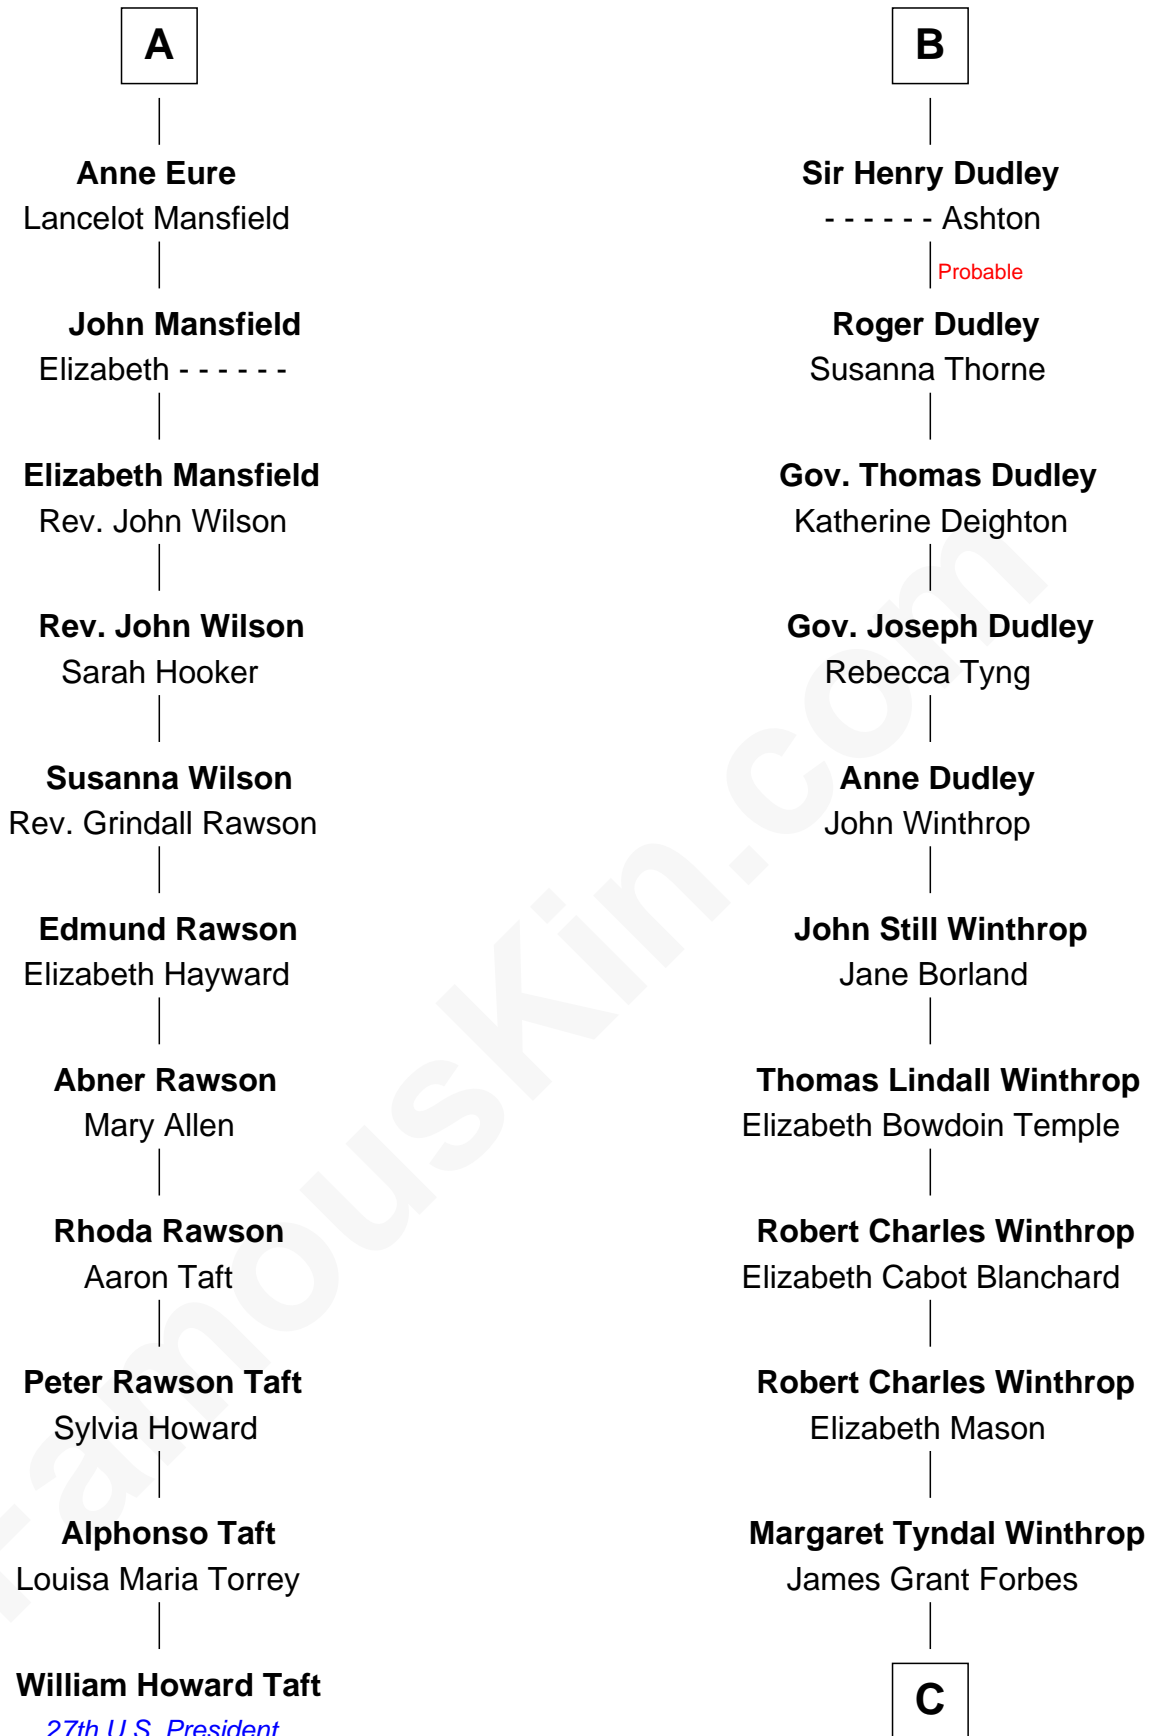 A
Anne Eure
Lancelot Mansfield
John Mansfield
Elizabeth - - - - - -
Elizabeth Mansfield
Rev. John Wilson
Rev. John Wilson
Sarah Hooker
Susanna Wilson
Rev. Grindall Rawson
Edmund Rawson
Elizabeth Hayward
Abner Rawson
Mary Allen
Rhoda Rawson
Aaron Taft
Peter Rawson Taft
Sylvia Howard
Alphonso Taft
Louisa Maria Torrey
William Howard Taft
27th U.S. President
B
Sir Henry Dudley
- - - - - - Ashton
Probable
Roger Dudley
Susanna Thorne
Gov. Thomas Dudley
Katherine Deighton
Gov. Joseph Dudley
Rebecca Tyng
Anne Dudley
John Winthrop
John Still Winthrop
Jane Borland
Thomas Lindall Winthrop
Elizabeth Bowdoin Temple
Robert Charles Winthrop
Elizabeth Cabot Blanchard
Robert Charles Winthrop
Elizabeth Mason
Margaret Tyndal Winthrop
James Grant Forbes
C
FamousKin.com